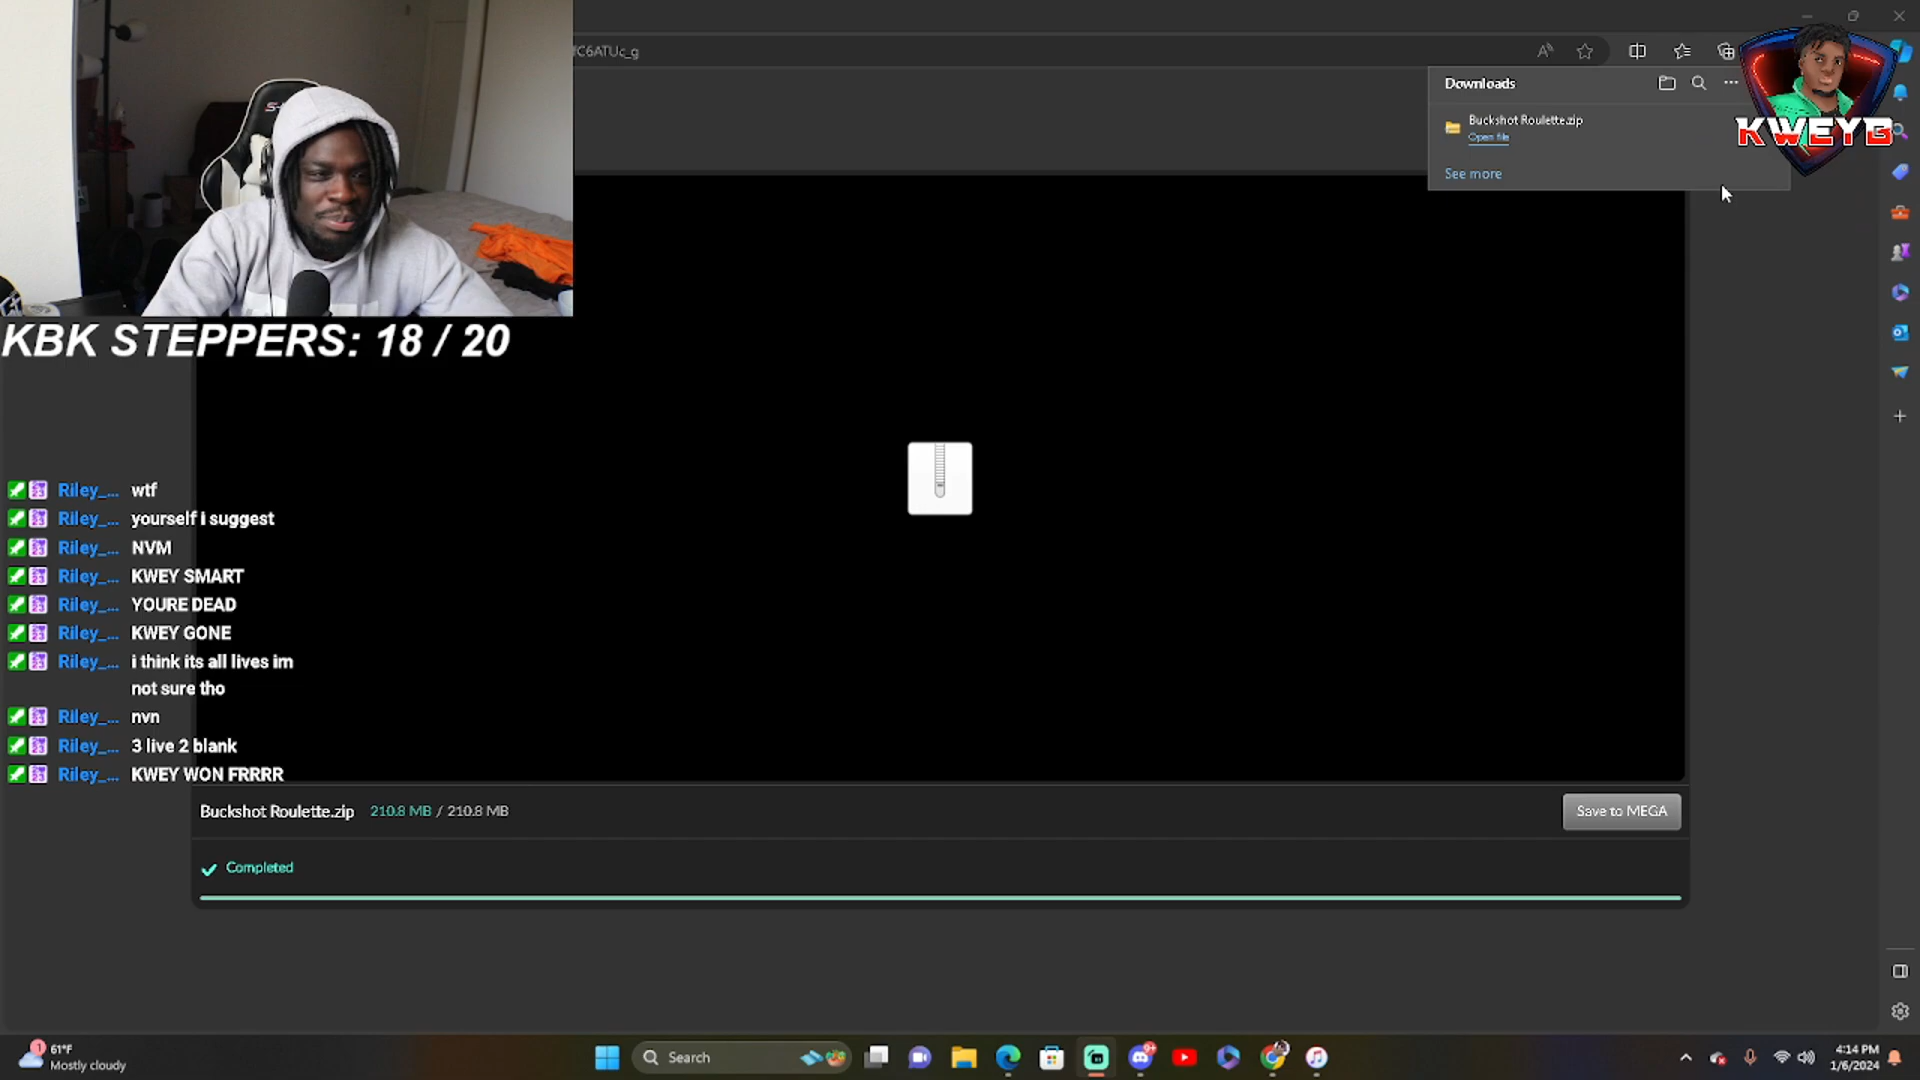 fC6ATUc_g
Downloads
Buckshot Roulette.zip
Open file
See more
KWEYB
KBK STEPPERS: 18 / 20
Riley_... wtf
Riley_... yourself i suggest
Riley_... NVM
Riley_... KWEY SMART
Riley_... YOURE DEAD
Riley_... KWEY GONE
Riley_... i think its all lives im
not sure tho
Riley_... nvn
Riley_... 3 live 2 blank
Riley_... KWEY WON FRRRR
Buckshot Roulette.zip 210.8 MB / 210.8 MB
Save to MEGA
Completed
61°F
Mostly cloudy
Search
4:14 PM
1/6/2024